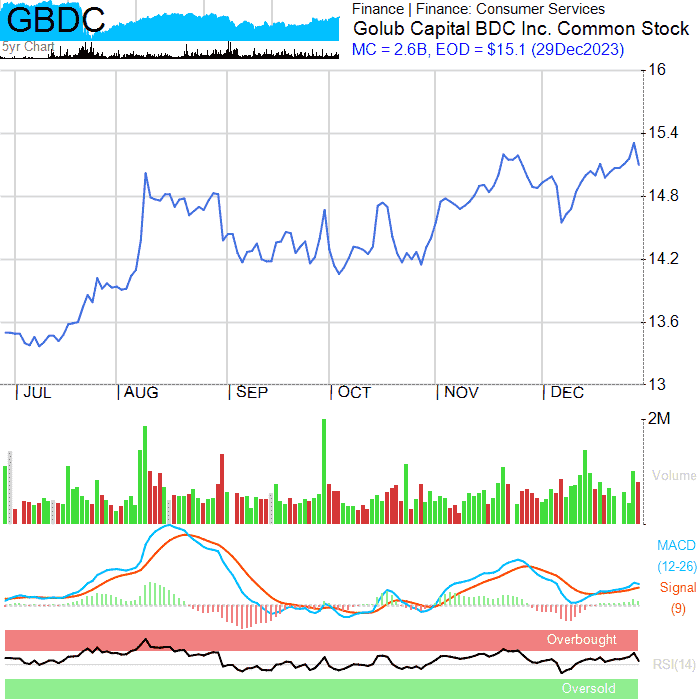 GBDC
5yr Chart
Finance | Finance: Consumer Services
Golub Capital BDC Inc. Common Stock
MC = 2.6B, EOD = $15.1 (29Dec2023)
16
15.4
14.8
14.2
13.6
13
JUL
AUG
SEP
OCT
NOV
DEC
2M
Volume
MACD
(12-26)
Signal
(9)
Overbought
RSI(14)
Oversold